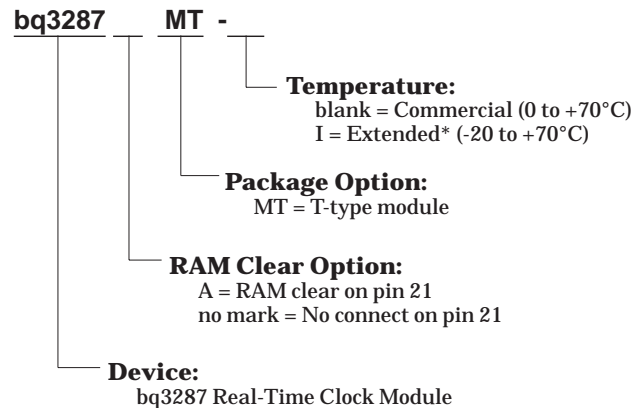 bq3287 MT -
Temperature:
blank = Commercial (0 to +70°C)
I = Extended* (-20 to +70°C)
Package Option:
MT = T-type module
RAM Clear Option:
A = RAM clear on pin 21
no mark = No connect on pin 21
Device:
bq3287 Real-Time Clock Module